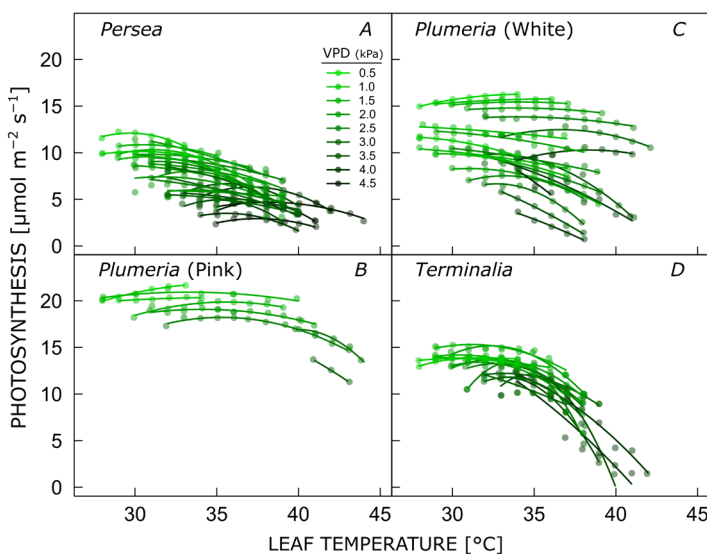 Persea A
VPD (kPa)
0.5
1.0
1.5
2.0
2.5
3.0
3.5
4.0
4.5
Plumeria (White) C
Plumeria (Pink) B
Terminalia D
20
15
10
5
0
20
15
10
5
0
30 35 40 45 30 35 40 45
PHOTOSYNTHESIS [µmol m−2 s−1]
LEAF TEMPERATURE [°C]